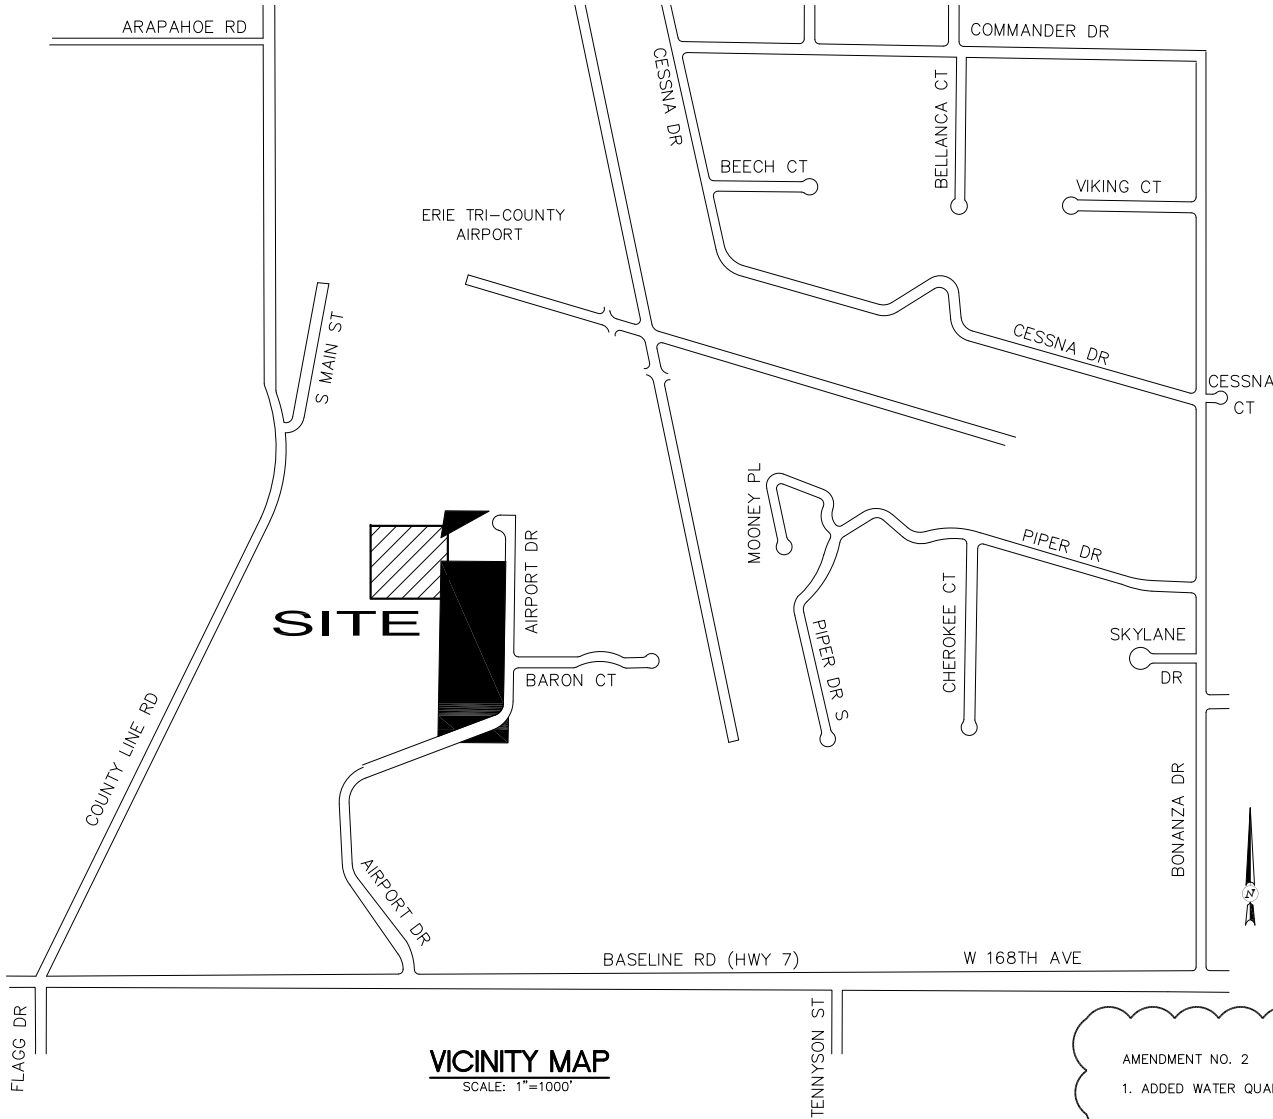 ARAPAHOE RD
COMMANDER DR
CESSNA DR
BELLANCA CT
BEECH CT
VIKING CT
ERIE TRI-COUNTY
AIRPORT
S MAIN ST
CESSNA DR
CESSNA
CT
MOONEY PL
PIPER DR
AIRPORT DR
CHEROKEE CT
SITE
PIPER DR S
SKYLANE
DR
BARON CT
COUNTY LINE RD
BONANZA DR
AIRPORT DR
N
BASELINE RD (HWY 7)
W 168TH AVE
FLAGG DR
TENNYSON ST
VICINITY MAP
SCALE: 1"=1000'
AMENDMENT NO. 2
1. ADDED WATER